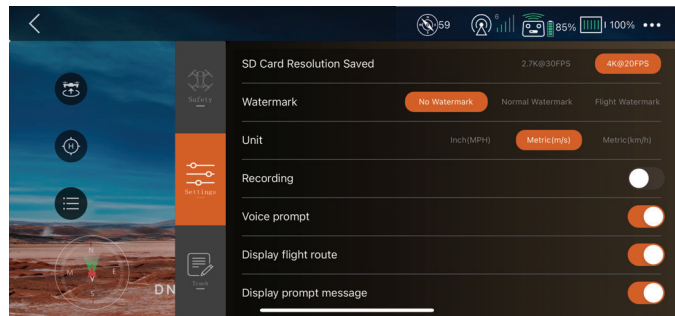 59
6
85%
100%
SD Card Resolution Saved 2.7K@30FPS 4K@20FPS
Safety
Watermark No Watermark Normal Watermark Flight Watermark
H
Unit Inch(MPH) Metric(m/s) Metric(km/h)
Recording
Settings
Voice prompt
Display flight route
N
M E
S
DN
Track
Display prompt message